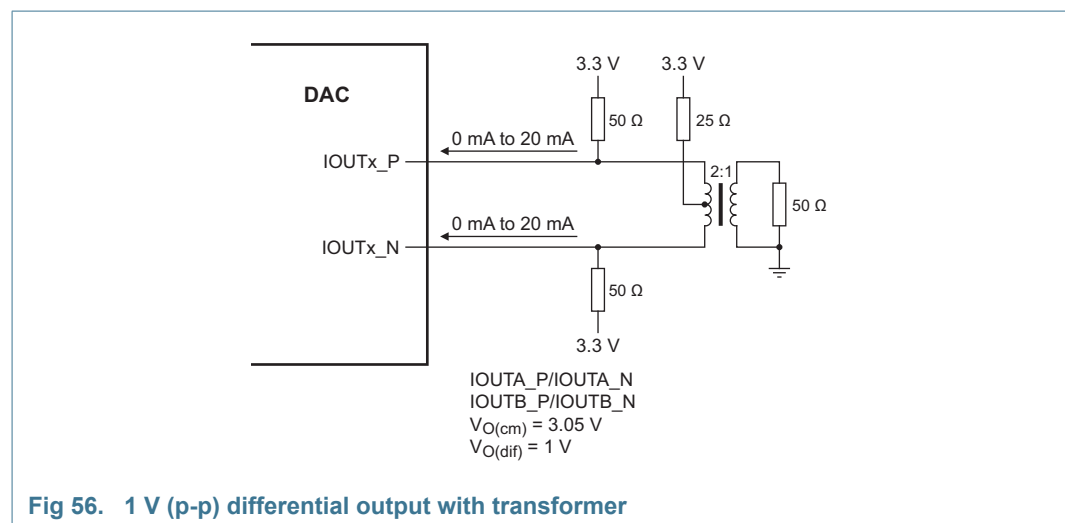 3.3 V 3.3 V
DAC
50 Ω 25 Ω
0 mA to 20 mA
IOUTx_P
2:1
50 Ω
0 mA to 20 mA
IOUTx_N
50 Ω
3.3 V
IOUTA_P/IOUTA_N
IOUTB_P/IOUTB_N
VO(cm) = 3.05 V
VO(dif) = 1 V
Fig 56. 1 V (p-p) differential output with transformer